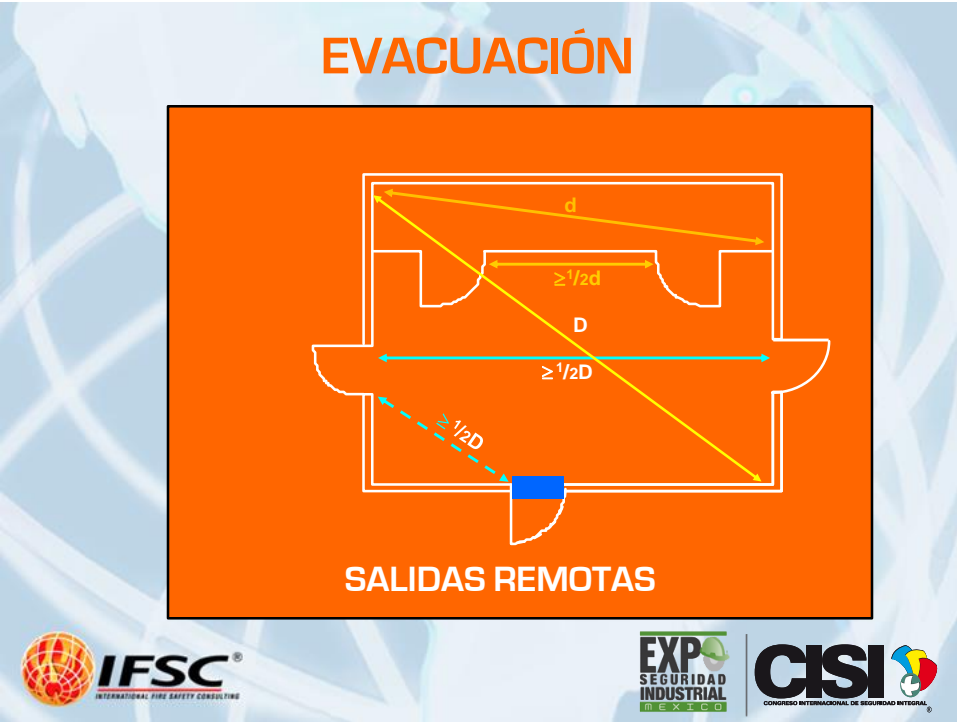 EVACUACIÓN
d
≥1/2d
D
≥1/2D
≥ 1/2D
SALIDAS REMOTAS
IFSC®
INTERNATIONAL FIRE SAFETY CONSULTING
EXPO
SEGURIDAD
INDUSTRIAL
MEXICO
CISI
CONGRESO INTERNACIONAL DE SEGURIDAD INTEGRAL
®